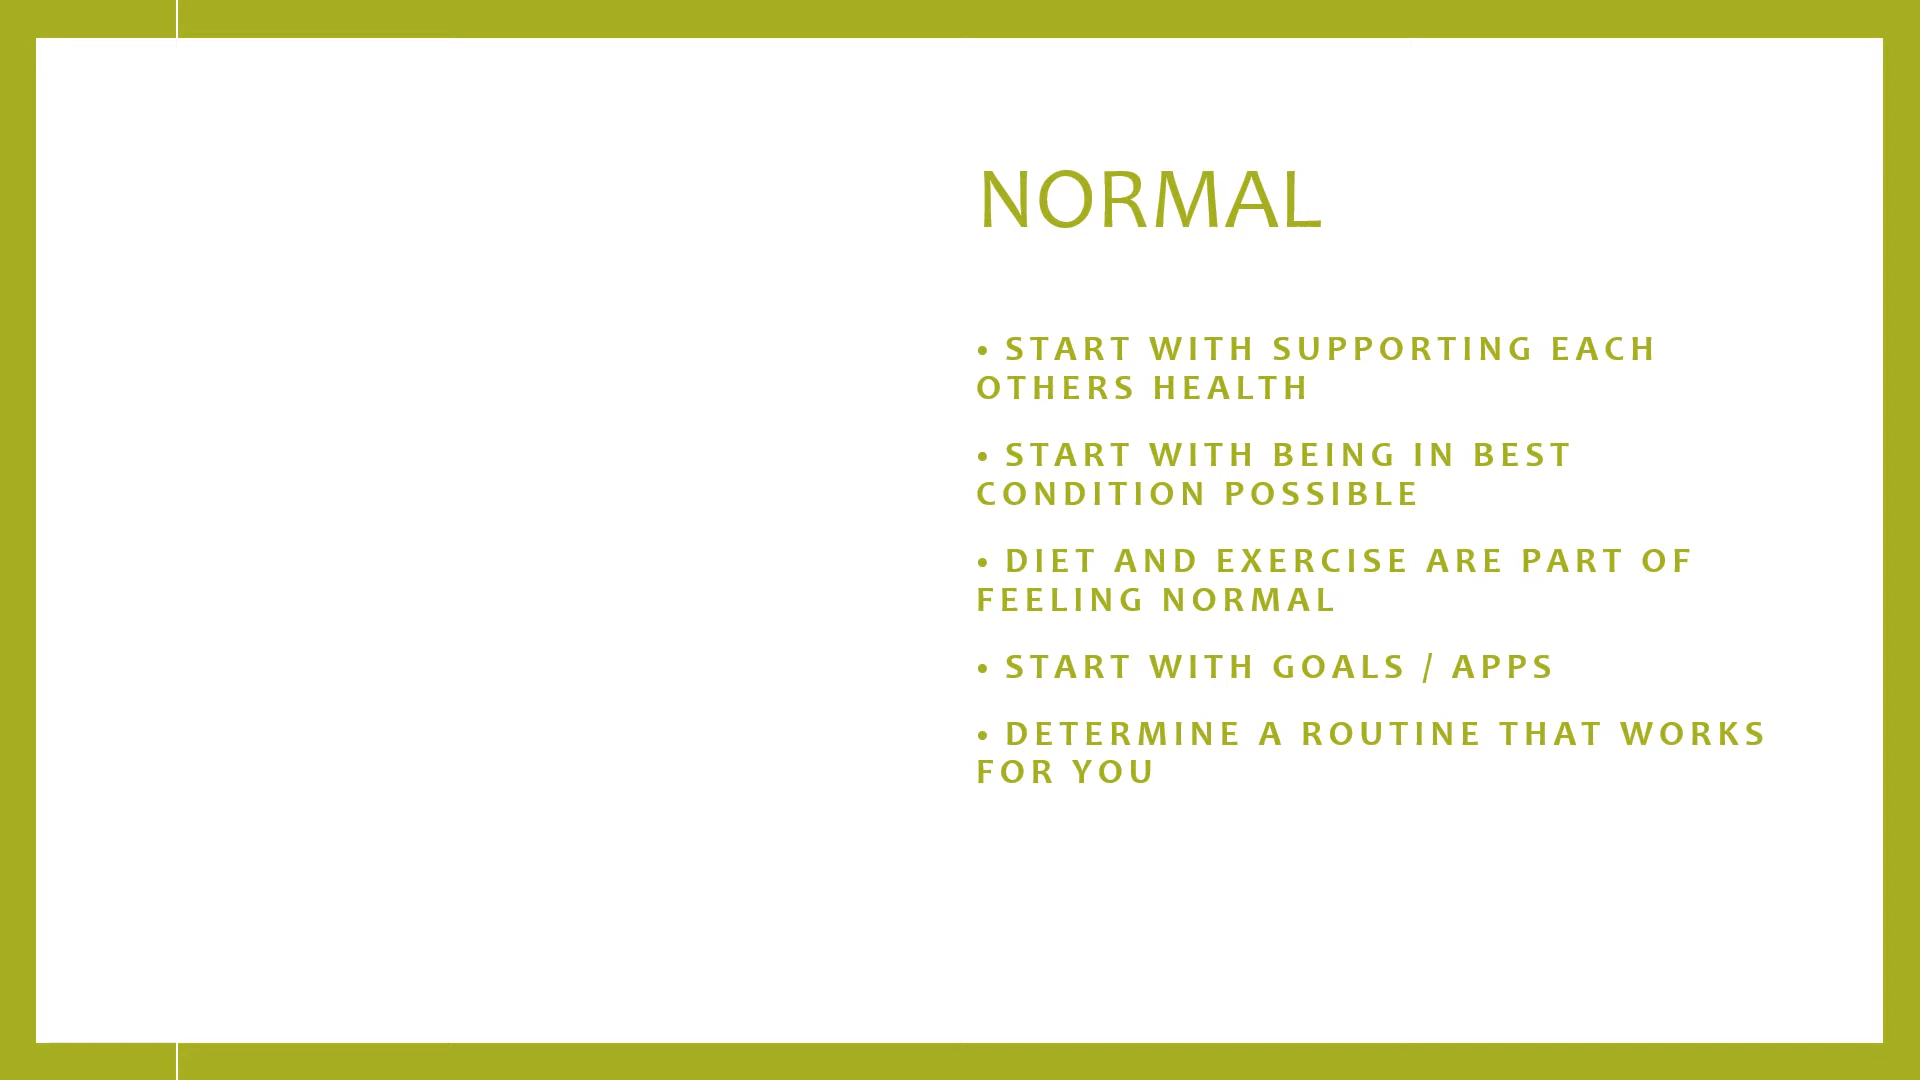 NORMAL
• START WITH SUPPORTING EACH
OTHERS HEALTH
• START WITH BEING IN BEST
CONDITION POSSIBLE
• DIET AND EXERCISE ARE PART OF
FEELING NORMAL
• START WITH GOALS / APPS
• DETERMINE A ROUTINE THAT WORKS
FOR YOU